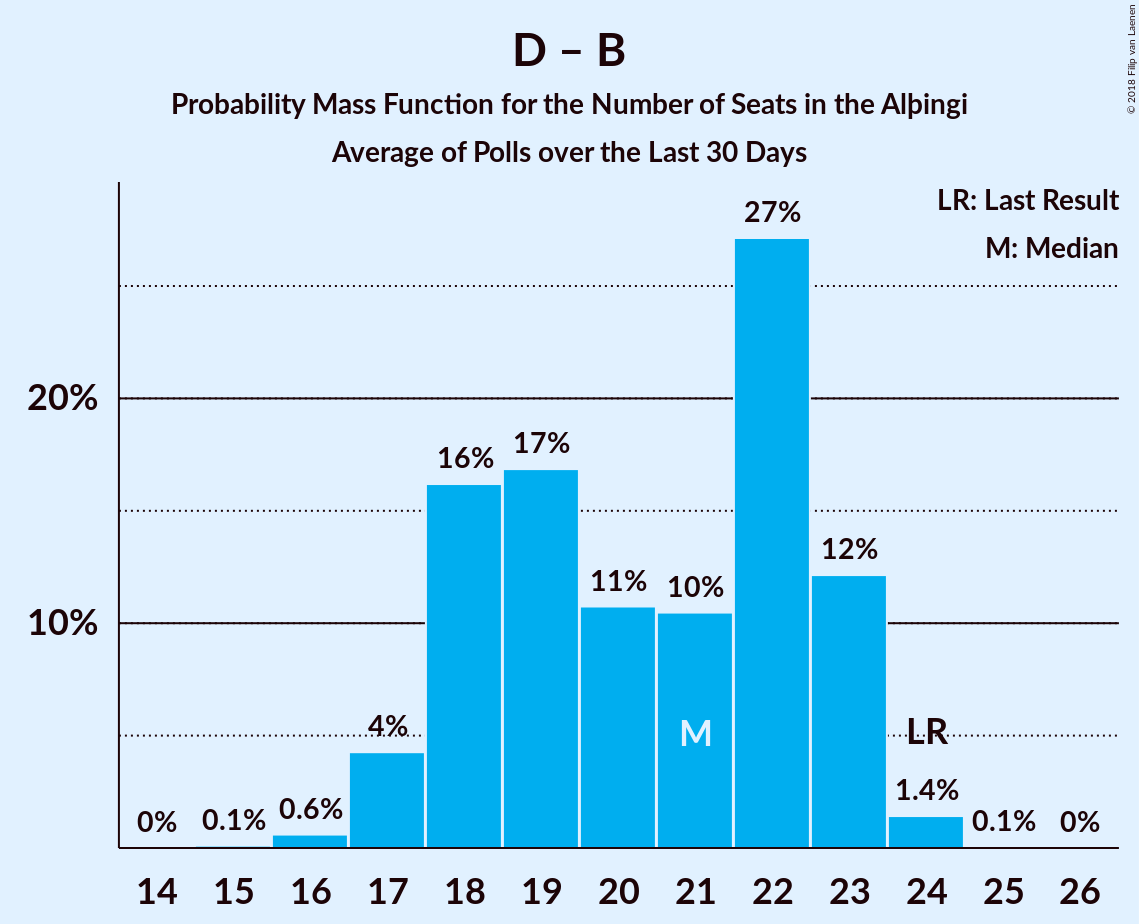 D – B
Probability Mass Function for the Number of Seats in the Alþingi
Average of Polls over the Last 30 Days
© 2018 Filip van Laenen
LR: Last Result
M: Median
27%
20%
17%
16%
12%
11%
10%
10%
4%
M
LR
1.4%
0.6%
0%
0.1%
0.1%
0%
14 15 16 17 18 19 20 21 22 23 24 25 26